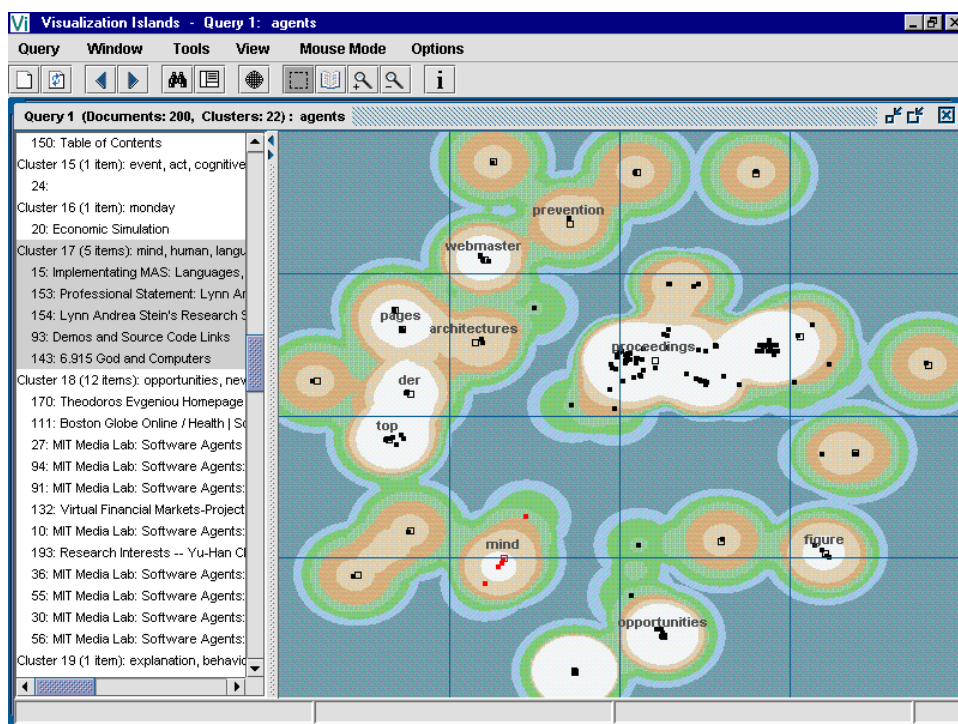 Vi Visualization Islands - Query 1: agents
Query Window Tools View Mouse Mode Options
i
Query 1 (Documents: 200, Clusters: 22) : agents
150: Table of Contents
Cluster 15 (1 item): event, act, cognitive
24:
Cluster 16 (1 item): monday
20: Economic Simulation
Cluster 17 (5 items): mind, human, langu
15: Implementating MAS: Languages,
153: Professional Statement: Lynn An
154: Lynn Andrea Stein's Research S
93: Demos and Source Code Links
143: 6.915 God and Computers
Cluster 18 (12 items): opportunities, new
170: Theodoros Evgeniou Homepage
111: Boston Globe Online / Health | Sc
27: MIT Media Lab: Software Agents
94: MIT Media Lab: Software Agents:
91: MIT Media Lab: Software Agents:
132: Virtual Financial Markets-Project
10: MIT Media Lab: Software Agents:
193: Research Interests -- Yu-Han Cl
36: MIT Media Lab: Software Agents:
55: MIT Media Lab: Software Agents:
30: MIT Media Lab: Software Agents:
56: MIT Media Lab: Software Agents:
Cluster 19 (1 item): explanation, behavio
prevention
webmaster
pages
architectures
proceedings
der
top
mind
figure
opportunities